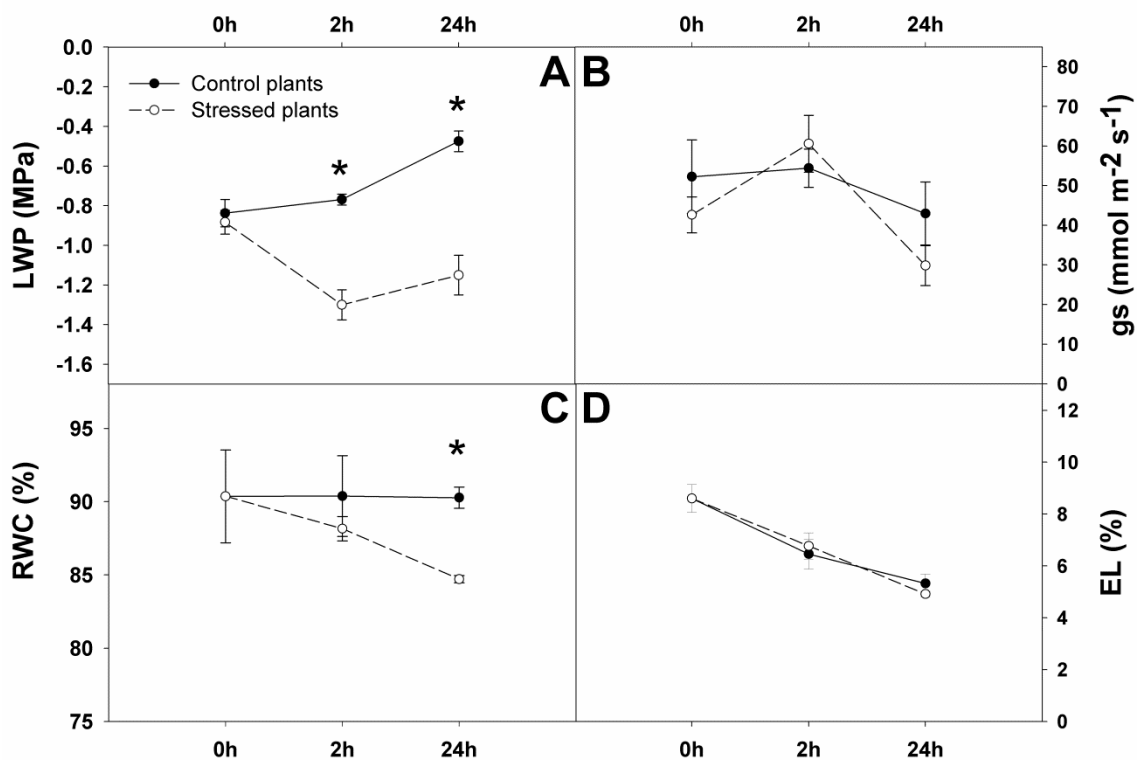 0h 2h 24h 0h 2h 24h
0.0
-0.2
-0.4
-0.6
-0.8
-1.0
-1.2
-1.4
-1.6
LWP (MPa)
Control plants
Stressed plants
A
*
*
B
80
70
60
50
40
30
20
10
0
gs (mmol m-2 s-1)
95
90
85
80
75
RWC (%)
C
*
D
12
10
8
6
4
2
0
EL (%)
0h 2h 24h 0h 2h 24h